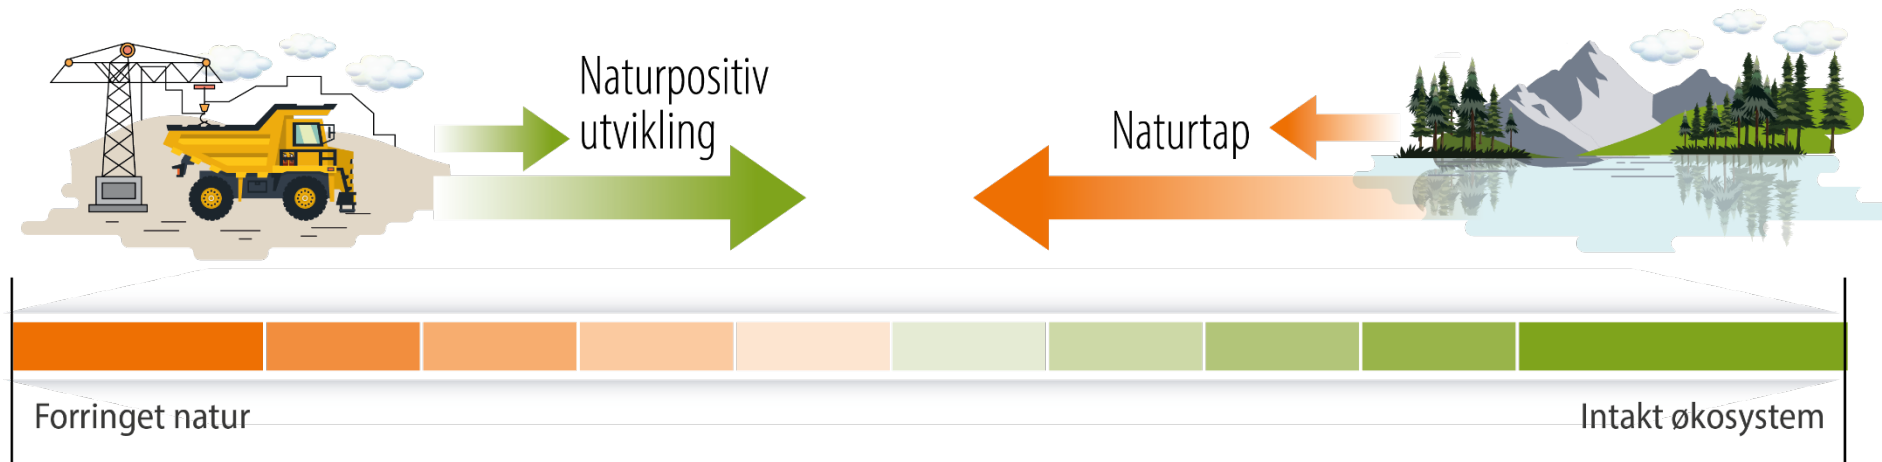 Naturpositiv
utvikling
Naturtap
Forringet natur
Intakt økosystem